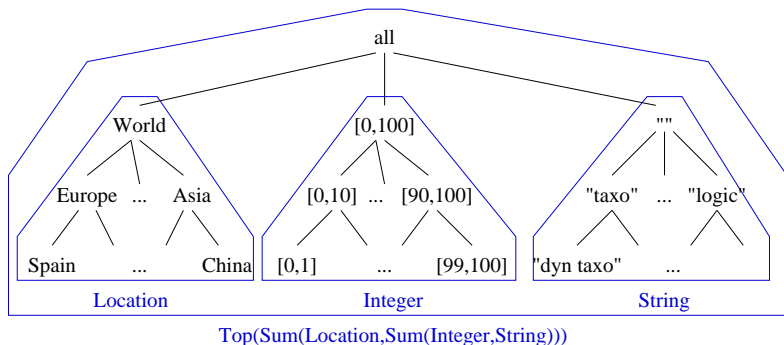 all
World [0,100] ""
Europe ... Asia [0,10] ... [90,100] "taxo" ... "logic"
Spain ... China [0,1] ... [99,100] "dyn taxo" ...
Location Integer String
Top(Sum(Location,Sum(Integer,String)))